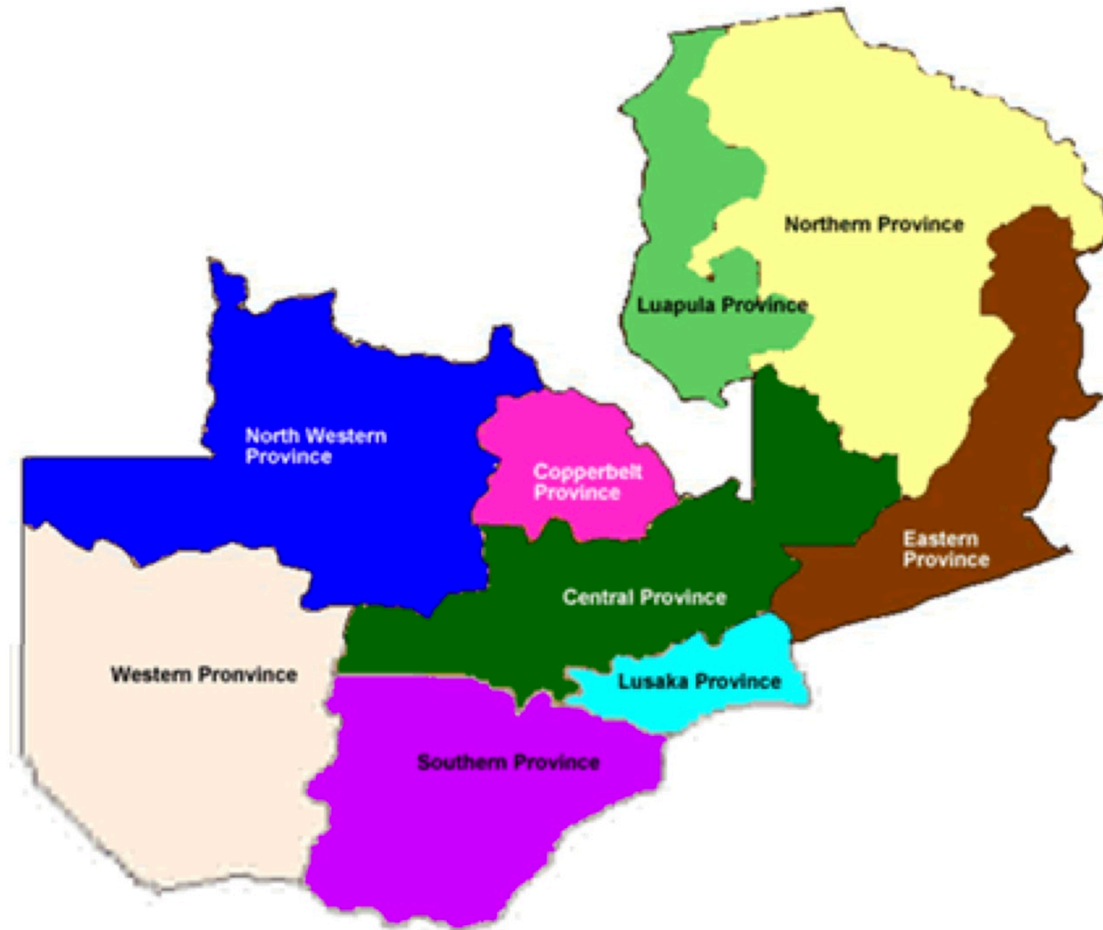 Northern Province
Luapula Province
North Western
Province
Copperbelt
Province
Eastern
Province
Central Province
Western Pronvince
Lusaka Province
Southern Province